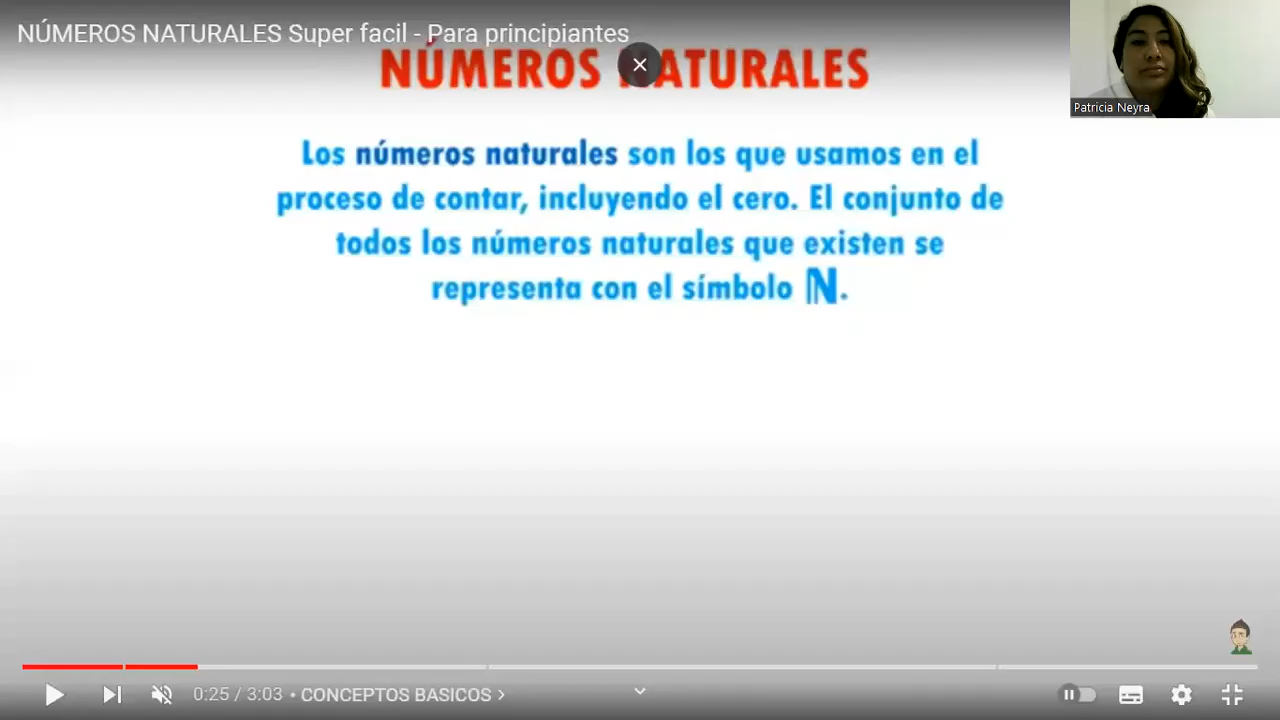 NÚMEROS NATURALES Super facil - Para principiantes
NÚMEROS NATURALES
Patricia Neyra
Los números naturales son los que usamos en el
proceso de contar, incluyendo el cero. El conjunto de
todos los números naturales que existen se
representa con el símbolo ℕ.
0:25 / 3:03 • CONCEPTOS BASICOS >